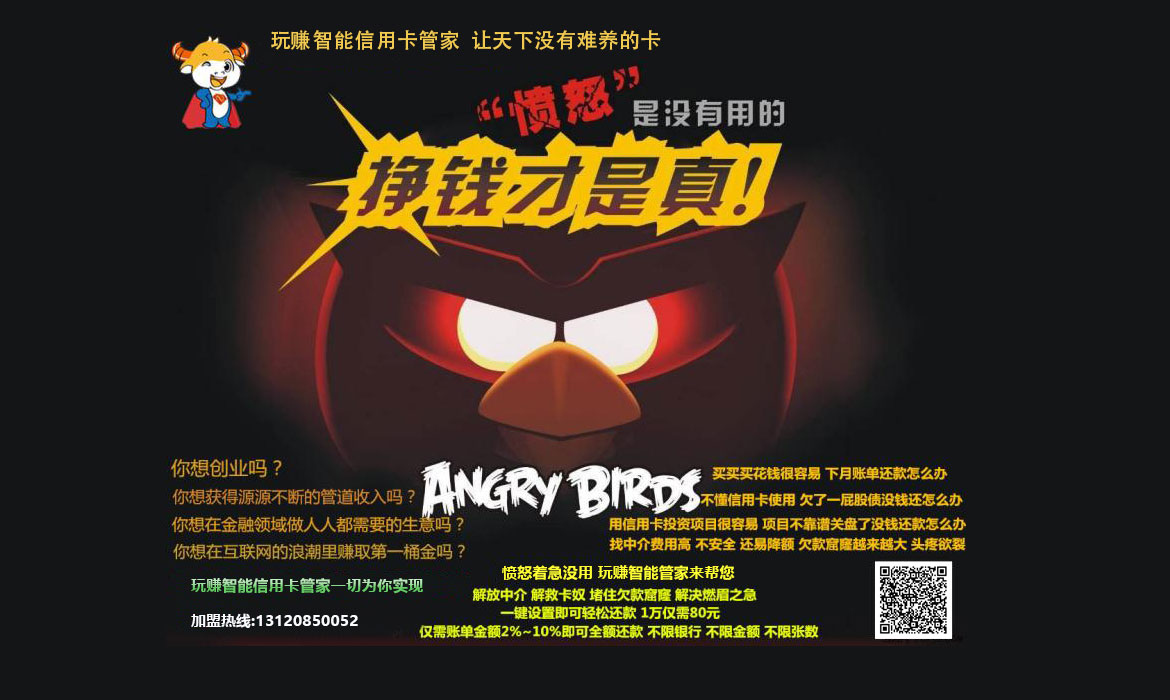 玩赚智能信用卡管家 让天下没有难养的卡
“愤怒”是没有用的
挣钱才是真!
ANGRY BIRDS
你想创业吗？
你想获得源源不断的管道收入吗？
你想在金融领域做人人都需要的生意吗？
你想在互联网的浪潮里赚取第一桶金吗？
玩赚智能信用卡管家一切为你实现
加盟热线:13120850052
买买买花钱很容易 下月账单还款怎么办
不懂信用卡使用 欠了一屁股债没钱还怎么办
用信用卡投资项目很容易 项目不靠谱关盘了没钱还款怎么办
找中介费用高 不安全 还易降额 欠款窟窿越来越大 头疼欲裂
愤怒着急没用 玩赚智能管家来帮您
解放中介 解救卡奴 堵住欠款窟窿 解决燃眉之急
一键设置即可轻松还款 1万仅需80元
仅需账单金额2%~10%即可全额还款 不限银行 不限金额 不限张数